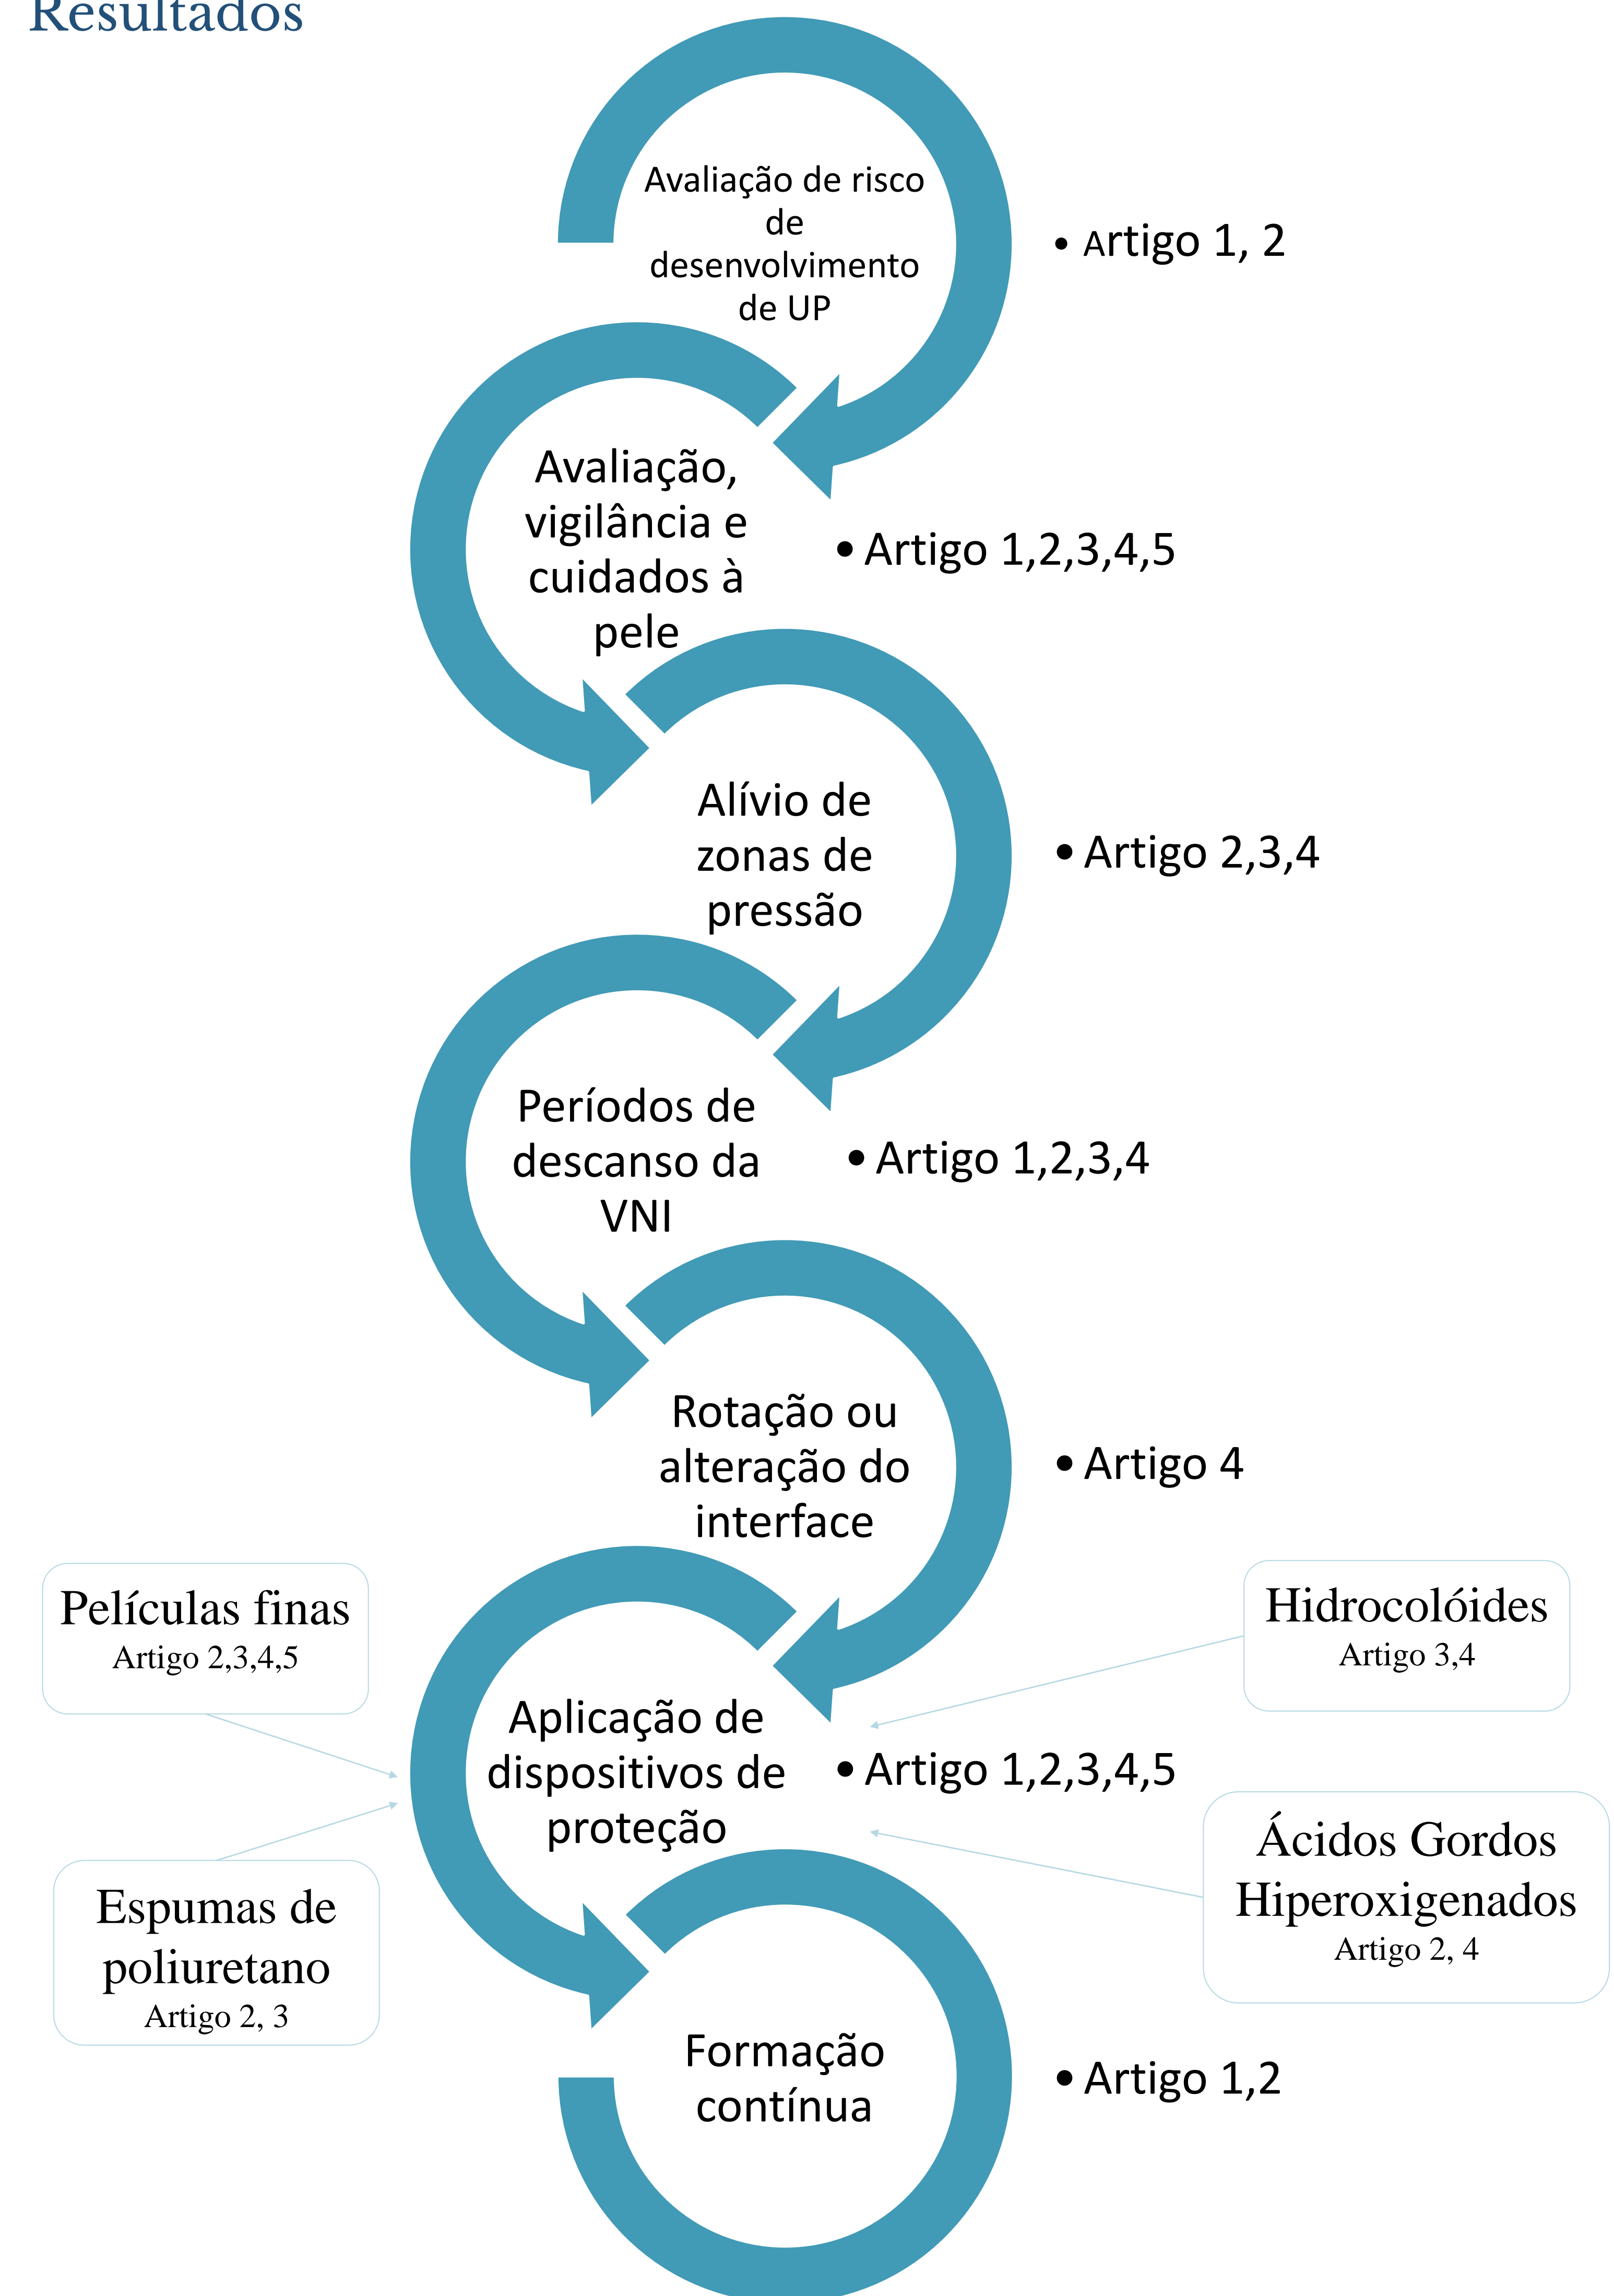 Resultados
Avaliação de risco
de
desenvolvimento
de UP
• Artigo 1, 2
Avaliação,
vigilância e
cuidados à
pele
• Artigo 1,2,3,4,5
Alívio de
zonas de
pressão
• Artigo 2,3,4
Períodos de
descanso da
VNI
• Artigo 1,2,3,4
Rotação ou
alteração do
interface
• Artigo 4
Películas finas
Artigo 2,3,4,5
Hidrocolóides
Artigo 3,4
Aplicação de
dispositivos de
proteção
• Artigo 1,2,3,4,5
Espumas de
poliuretano
Artigo 2, 3
Ácidos Gordos
Hiperoxigenados
Artigo 2, 4
Formação
contínua
• Artigo 1,2